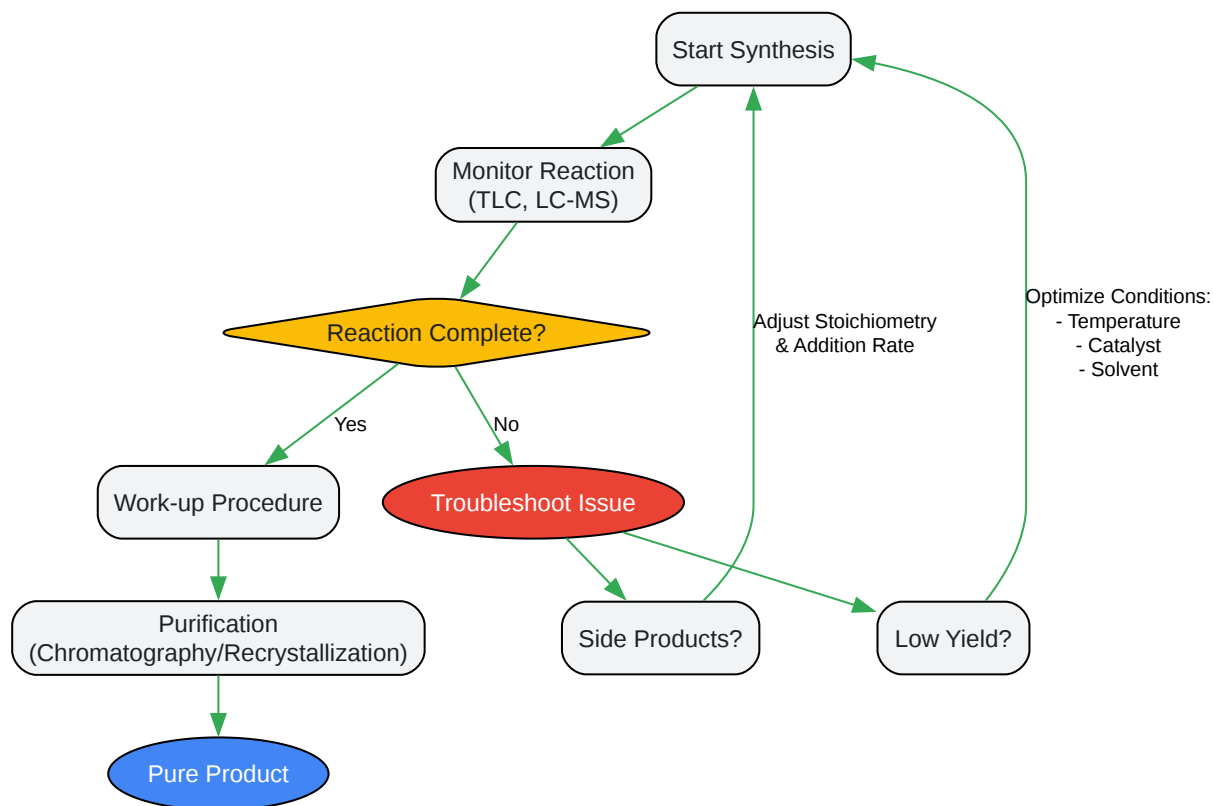 Start Synthesis
Monitor Reaction
(TLC, LC-MS)
Reaction Complete?
Optimize Conditions:
- Temperature
- Catalyst
- Solvent
Adjust Stoichiometry
& Addition Rate
Yes
No
Work-up Procedure
Troubleshoot Issue
Purification
(Chromatography/Recrystallization)
Side Products?
Low Yield?
Pure Product